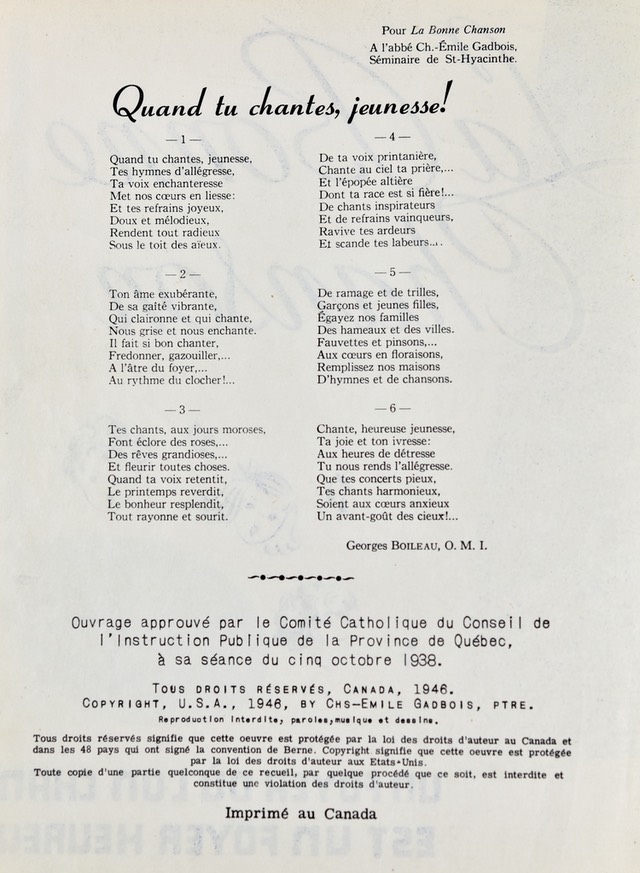 Pour La Bonne Chanson
A l'abbé Ch.-Émile Gadbois,
Séminaire de St-Hyacinthe.
Quand tu chantes, jeunesse!
— 1 —
Quand tu chantes, jeunesse,
Tes hymnes d'allégresse,
Ta voix enchanteresse
Met nos cœurs en liesse:
Et tes refrains joyeux,
Doux et mélodieux,
Rendent tout radieux
Sous le toit des aïeux.
— 2 —
Ton âme exubérante,
De sa gaîté vibrante,
Qui claironne et qui chante,
Nous grise et nous enchante.
Il fait si bon chanter,
Fredonner, gazouiller,...
A l'âtre du foyer,...
Au rythme du clocher!...
— 3 —
Tes chants, aux jours moroses,
Font éclore des roses,...
Des rêves grandioses,...
Et fleurir toutes choses.
Quand ta voix retentit,
Le printemps reverdit,
Le bonheur resplendit,
Tout rayonne et sourit.
— 4 —
De ta voix printanière,
Chante au ciel ta prière,...
Et l'épopée altière
Dont ta race est si fière!...
De chants inspirateurs
Et de refrains vainqueurs,
Ravive tes ardeurs
Et scande tes labeurs...
— 5 —
De ramage et de trilles,
Garçons et jeunes filles,
Égayez nos familles
Des hameaux et des villes.
Fauvettes et pinsons,...
Aux cœurs en floraisons,
Remplissez nos maisons
D'hymnes et de chansons.
— 6 —
Chante, heureuse jeunesse,
Ta joie et ton ivresse:
Aux heures de détresse
Tu nous rends l'allégresse.
Que tes concerts pieux,
Tes chants harmonieux,
Soient aux cœurs anxieux
Un avant-goût des cieux!...
Georges BOILEAU, O. M. I.
Ouvrage approuvé par le Comité Catholique du Conseil de
l'Instruction Publique de la Province de Québec,
à sa séance du cinq octobre 1938.
TOUS DROITS RÉSERVÉS, CANADA, 1946.
COPYRIGHT, U.S.A., 1946, BY CHS-EMILE GADBOIS, PTRE.
Reproduction interdite, paroles, musique et dessins.
Tous droits réservés signifie que cette oeuvre est protégée par la loi des droits d'auteur au Canada et
dans les 48 pays qui ont signé la convention de Berne. Copyright signifie que cette oeuvre est protégée
par la loi des droits d'auteur aux Etats-Unis.
Toute copie d'une partie quelconque de ce recueil, par quelque procédé que ce soit, est interdite et
constitue une violation des droits d'auteur.
Imprimé au Canada